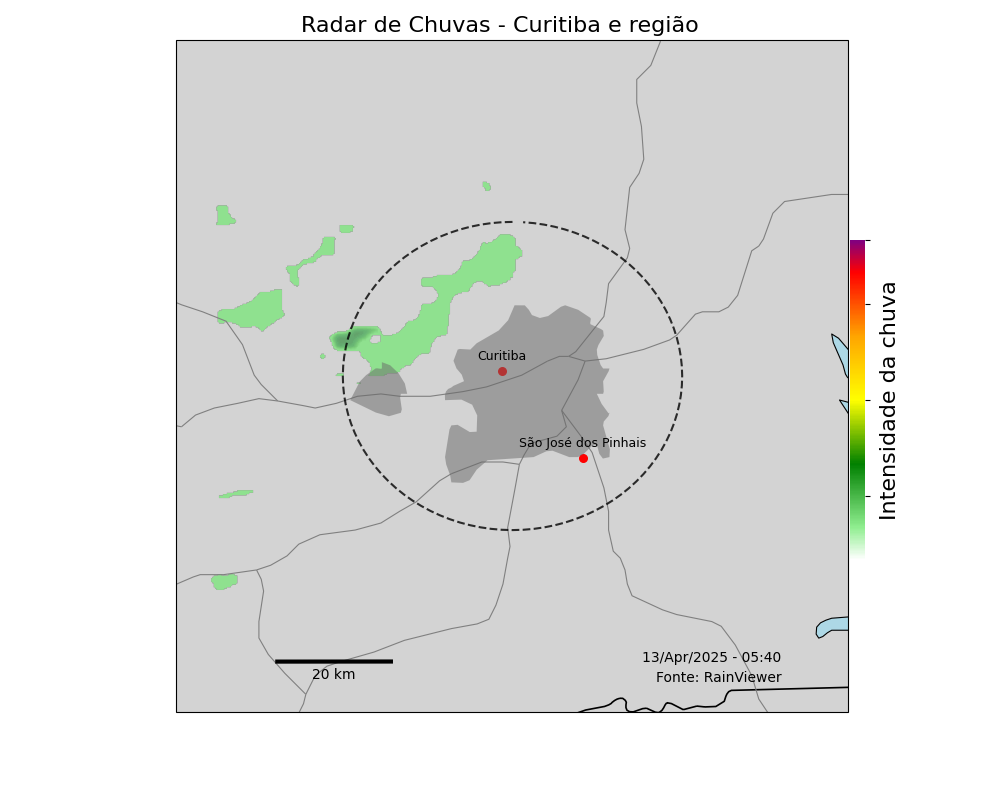 Radar de Chuvas - Curitiba e região
Curitiba
São José dos Pinhais
Intensidade da chuva
20 km
13/Apr/2025 - 05:40
Fonte: RainViewer